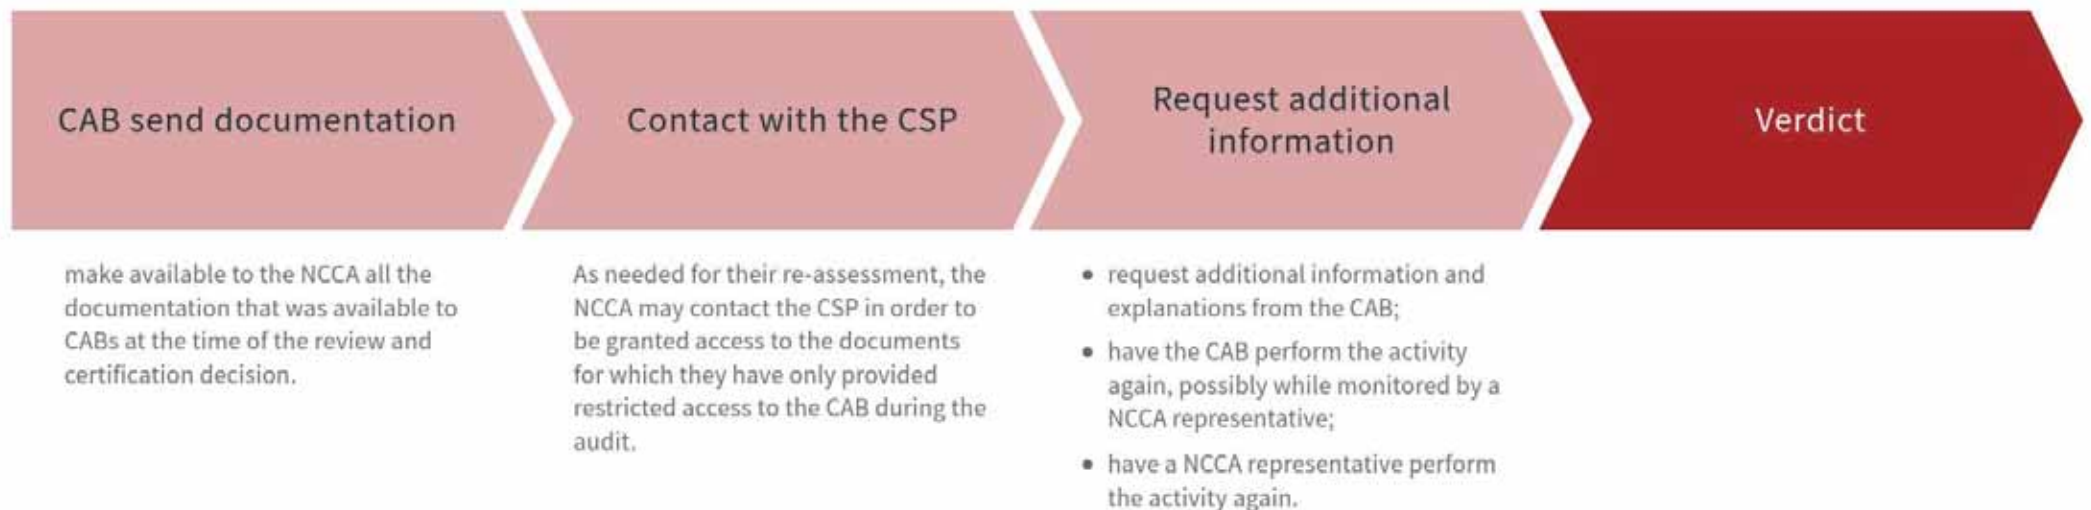 CAB send documentation
Contact with the CSP
Request additional
information
Verdict
make available to the NCCA all the
documentation that was available to
CABs at the time of the review and
certification decision.
As needed for their re-assessment, the
NCCA may contact the CSP in order to
be granted access to the documents
for which they have only provided
restricted access to the CAB during the
audit.
• request additional information and
explanations from the CAB;
• have the CAB perform the activity
again, possibly while monitored by a
NCCA representative;
• have a NCCA representative perform
the activity again.